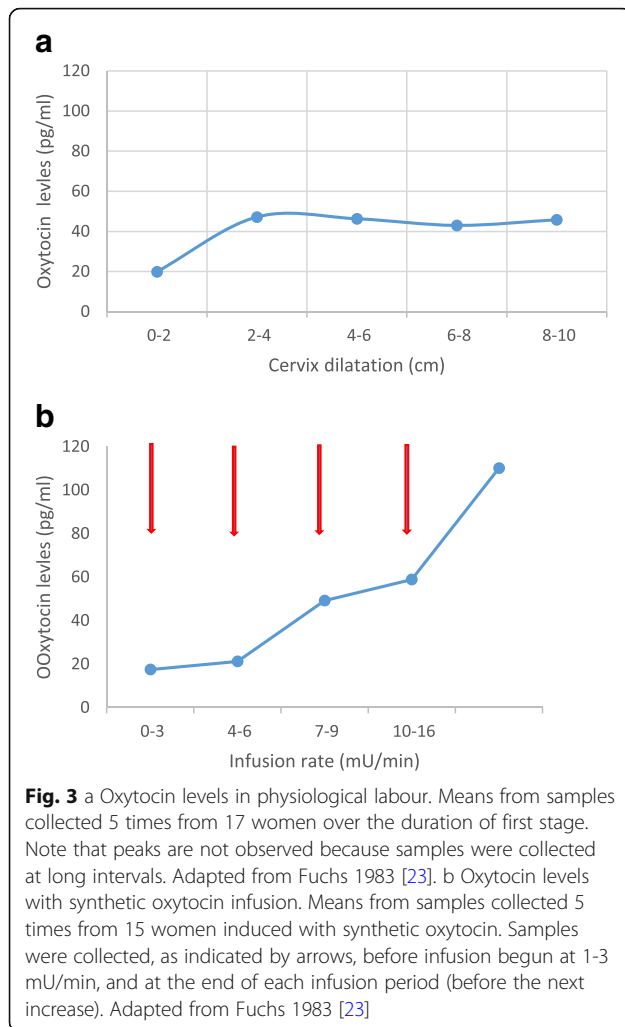 a
120
100
80
60
40
20
0
Oxytocin levles (pg/ml)
0-2 2-4 4-6 6-8 8-10
Cervix dilatation (cm)
b
120
100
80
60
40
20
0
OOxytocin levles (pg/ml)
0-3 4-6 7-9 10-16
Infusion rate (mU/min)
Fig. 3 a Oxytocin levels in physiological labour. Means from samples
collected 5 times from 17 women over the duration of first stage.
Note that peaks are not observed because samples were collected
at long intervals. Adapted from Fuchs 1983 [23]. b Oxytocin levels
with synthetic oxytocin infusion. Means from samples collected 5
times from 15 women induced with synthetic oxytocin. Samples
were collected, as indicated by arrows, before infusion begun at 1-3
mU/min, and at the end of each infusion period (before the next
increase). Adapted from Fuchs 1983 [23]